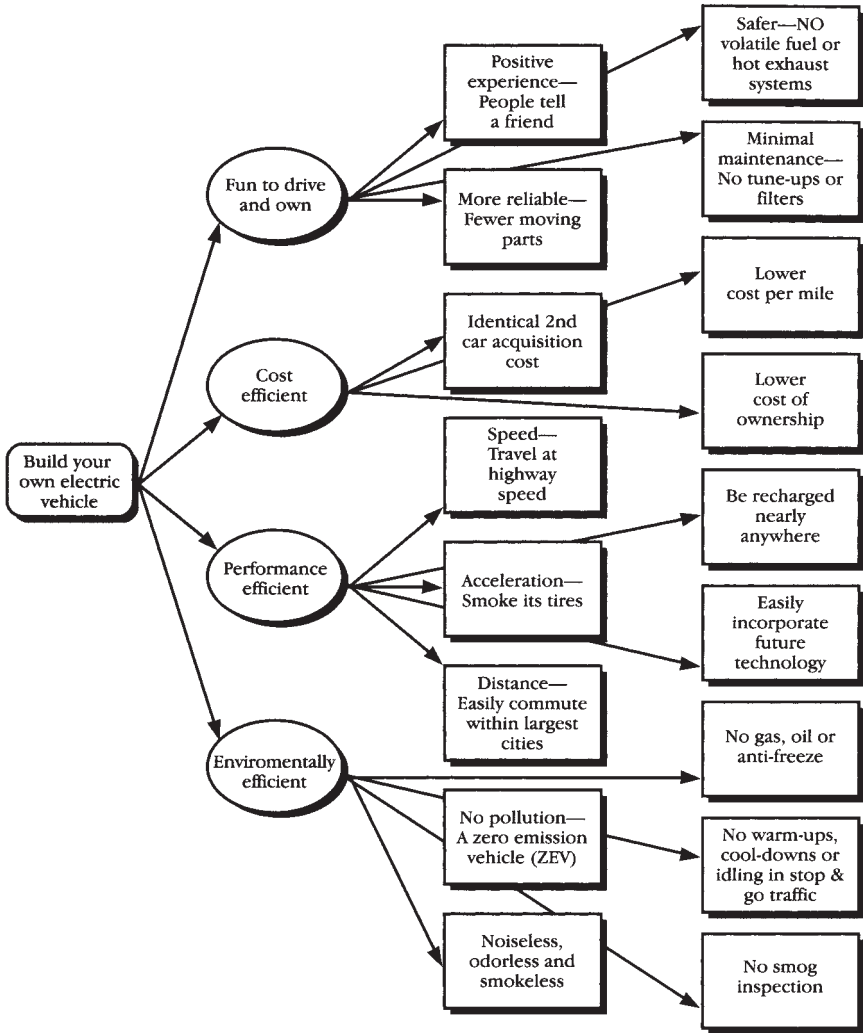 Build your
own electric
vehicle
Fun to drive
and own
Positive
experience—
People tell
a friend
More reliable—
Fewer moving
parts
Safer—NO
volatile fuel or
hot exhaust
systems
Minimal
maintenance—
No tune-ups or
filters
Cost
efficient
Identical 2nd
car acquisition
cost
Lower
cost per mile
Lower
cost of
ownership
Performance
efficient
Speed—
Travel at
highway
speed
Acceleration—
Smoke its tires
Distance—
Easily commute
within largest
cities
Be recharged
nearly
anywhere
Easily
incorporate
future
technology
Enviromentally
efficient
No pollution—
A zero emission
vehicle (ZEV)
Noiseless,
odorless and
smokeless
No gas, oil or
anti-freeze
No warm-ups,
cool-downs or
idling in stop &
go traffic
No smog
inspection